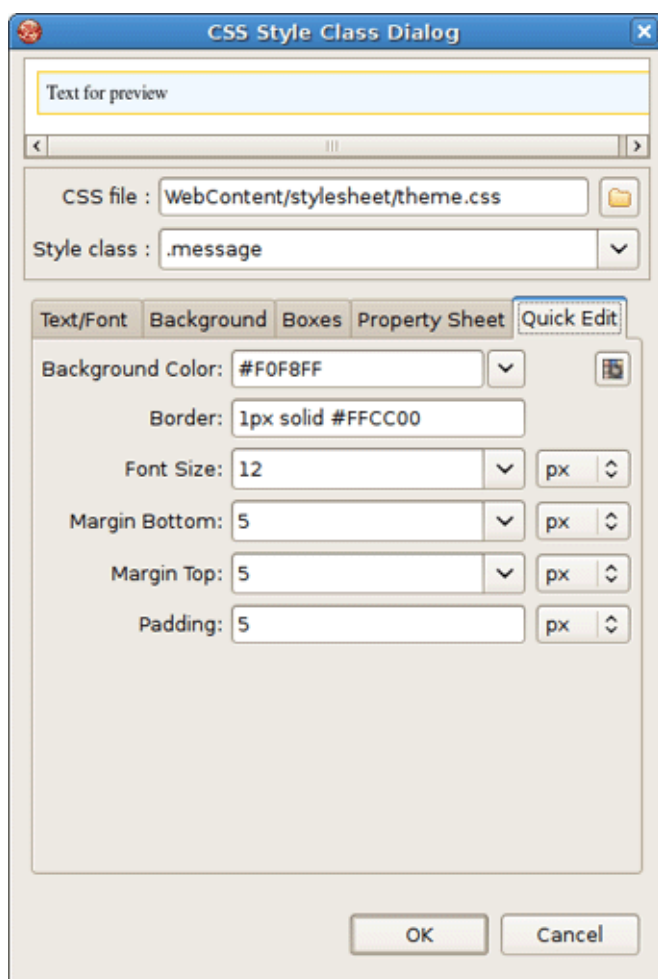 CSS Style Class Dialog
Text for preview
CSS file : WebContent/stylesheet/theme.css
Style class : .message
Text/Font Background Boxes Property Sheet Quick Edit
Background Color: #F0F8FF
Border: 1px solid #FFCC00
Font Size: 12 px
Margin Bottom: 5 px
Margin Top: 5 px
Padding: 5 px
OK Cancel